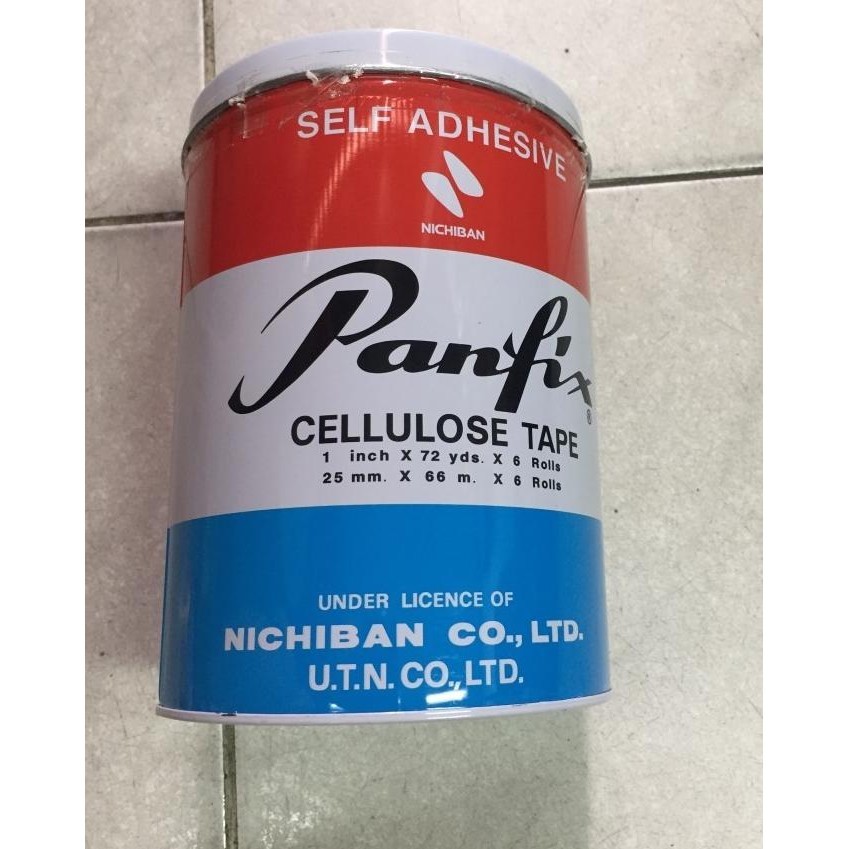 SELF ADHESIVE
NICHIBAN
Panfix®
CELLULOSE TAPE
1 inch X 72 yds. X 6 Rolls
25 mm. X 66 m. X 6 Rolls
UNDER LICENCE OF
NICHIBAN CO., LTD.
U.T.N. CO., LTD.